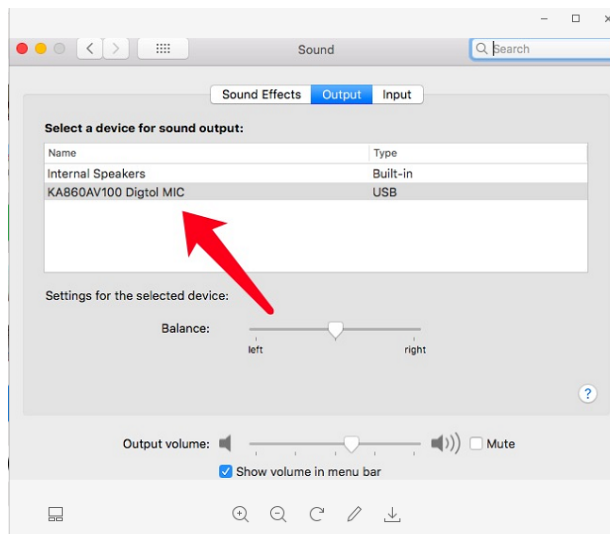 Sound
Search
Sound Effects Output Input
Select a device for sound output:
Name Type
Internal Speakers Built-in
KA860AV100 Digtol MIC USB
Settings for the selected device:
Balance:
left right
?
Output volume: Mute
Show volume in menu bar